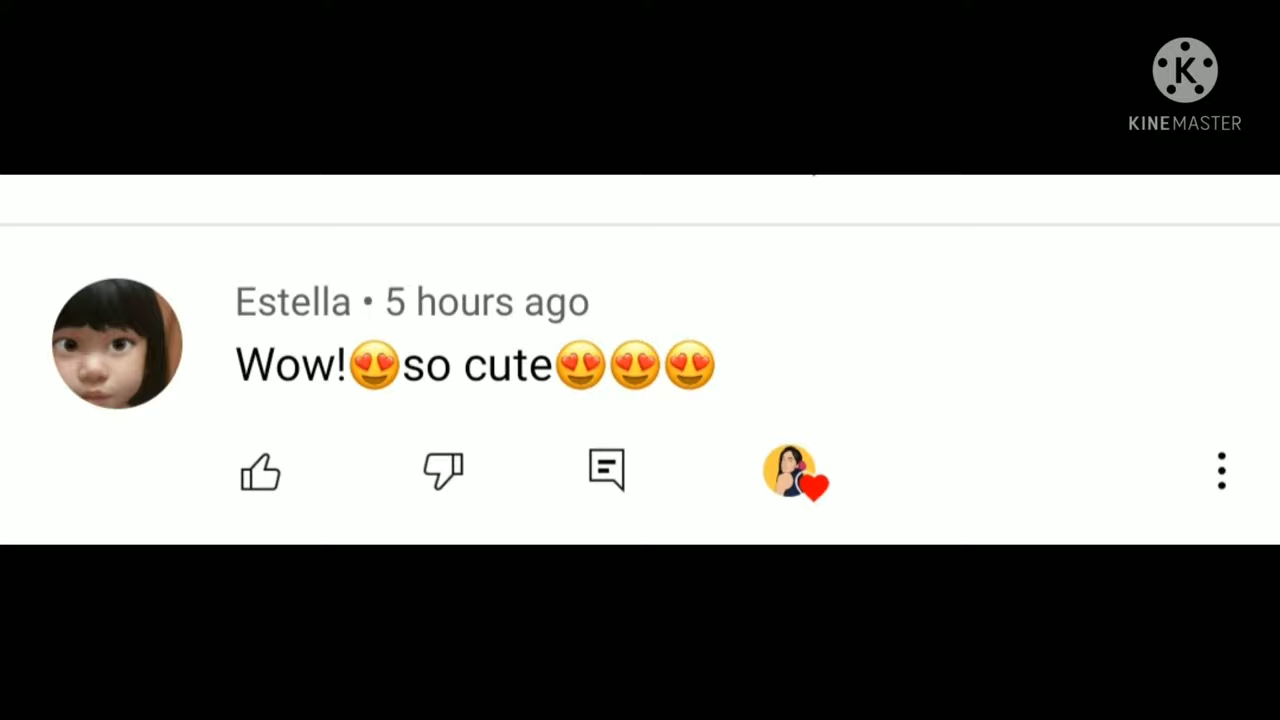 K
KINEMASTER
Estella • 5 hours ago
Wow!😍so cute😍😍😍